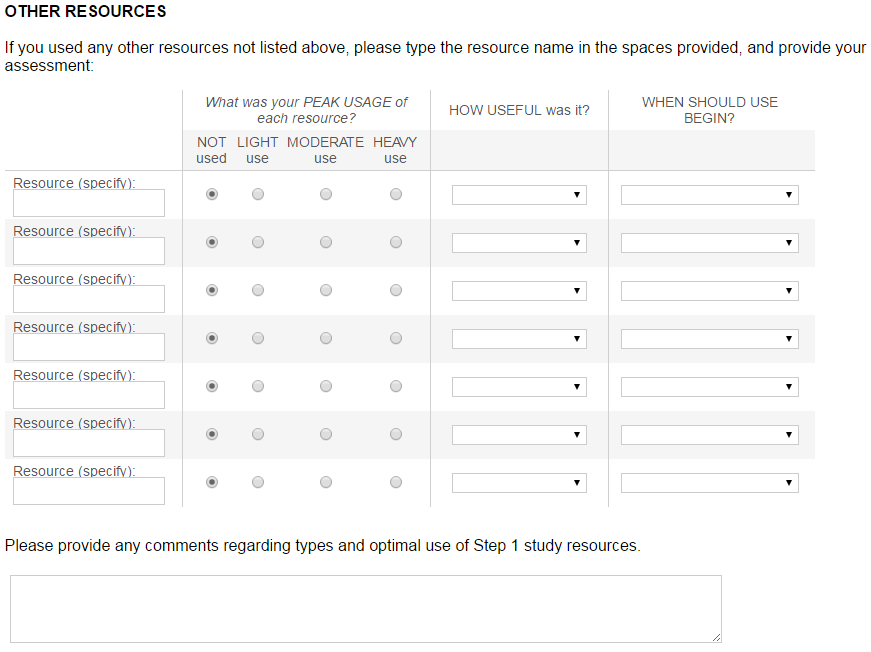 OTHER RESOURCES
If you used any other resources not listed above, please type the resource name in the spaces provided, and provide your
assessment:
What was your PEAK USAGE of
each resource?
HOW USEFUL was it?
WHEN SHOULD USE
BEGIN?
NOT LIGHT MODERATE HEAVY
used use use use
Resource (specify):
Resource (specify):
Resource (specify):
Resource (specify):
Resource (specify):
Resource (specify):
Resource (specify):
Please provide any comments regarding types and optimal use of Step 1 study resources.